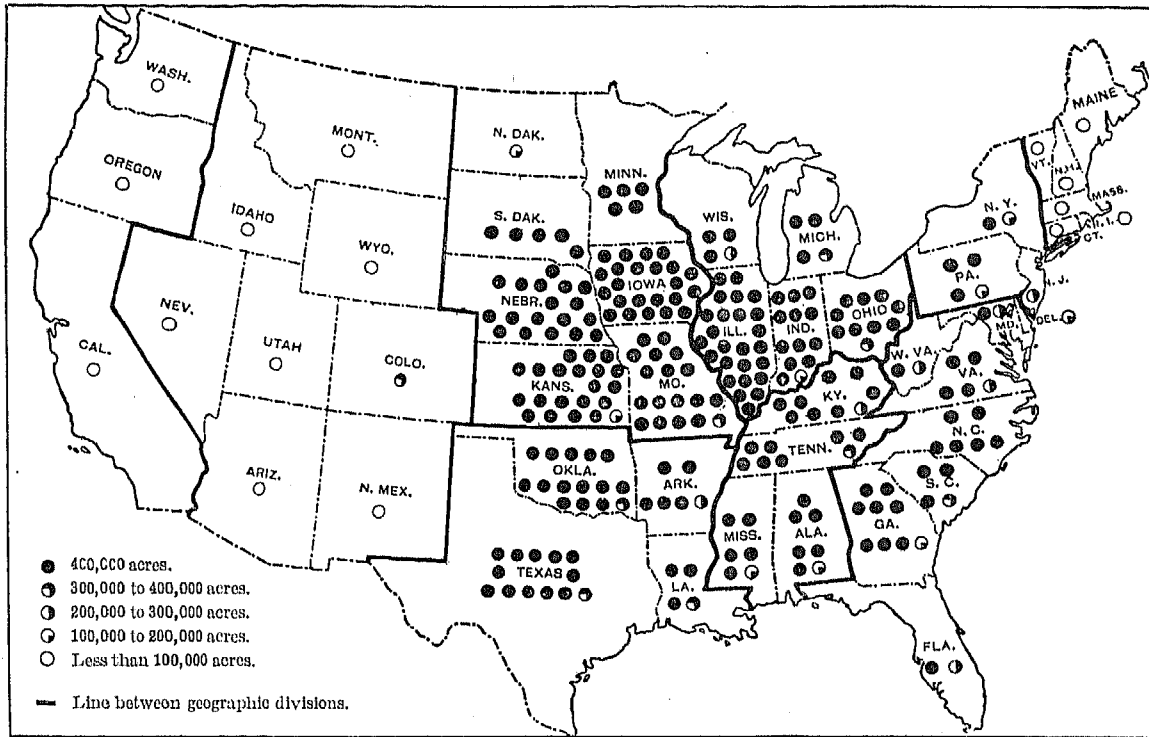 WASH.
OREGON
CAL.
NEV.
IDAHO
MONT.
WYO.
UTAH
COLO.
ARIZ.
N. MEX.
N. DAK.
S. DAK.
NEBR.
KANS.
OKLA.
TEXAS
MINN.
IOWA
MO.
ARK.
LA.
WIS.
MICH.
ILL.
IND.
OHIO
KY.
TENN.
MISS.
ALA.
GA.
FLA.
S. C.
N. C.
VA.
W. VA.
MD.
DEL.
N. J.
PA.
N. Y.
VT.
N.H.
MAINE
MASS.
R. I.
CT.
400,000 acres.
300,000 to 400,000 acres.
200,000 to 300,000 acres.
100,000 to 200,000 acres.
Less than 100,000 acres.
Line between geographic divisions.